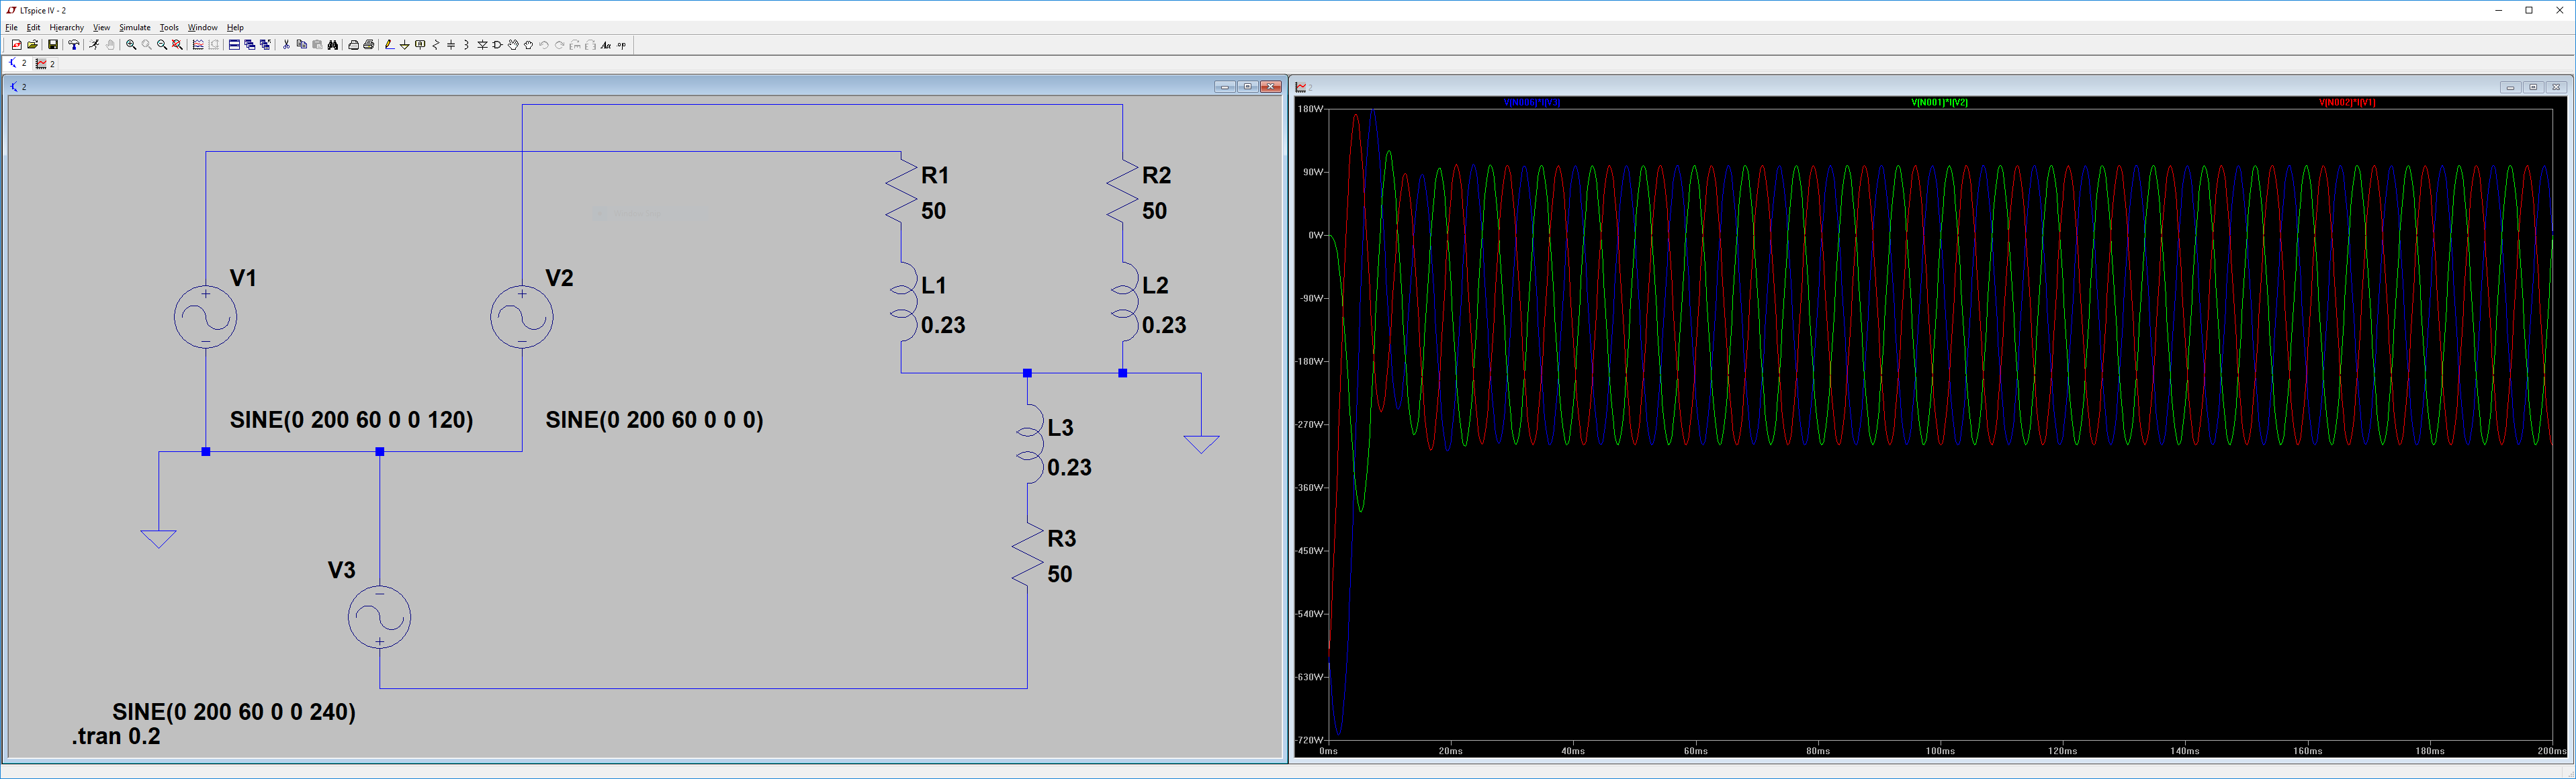 LTspice IV - 2
File Edit Hierarchy View Simulate Tools Window Help
2 2
2
V1
SINE(0 200 60 0 0 120)
V2
SINE(0 200 60 0 0 0)
R1
50
R2
50
L1
0.23
L2
0.23
L3
0.23
R3
50
V3
SINE(0 200 60 0 0 240)
.tran 0.2
2
V(N001)*I(V2) V(N002)*I(V1)
180W
90W
0W
-90W
-180W
-270W
-360W
-450W
-540W
-630W
-720W
0ms 20ms 40ms 60ms 80ms 100ms 120ms 140ms 160ms 180ms 200ms